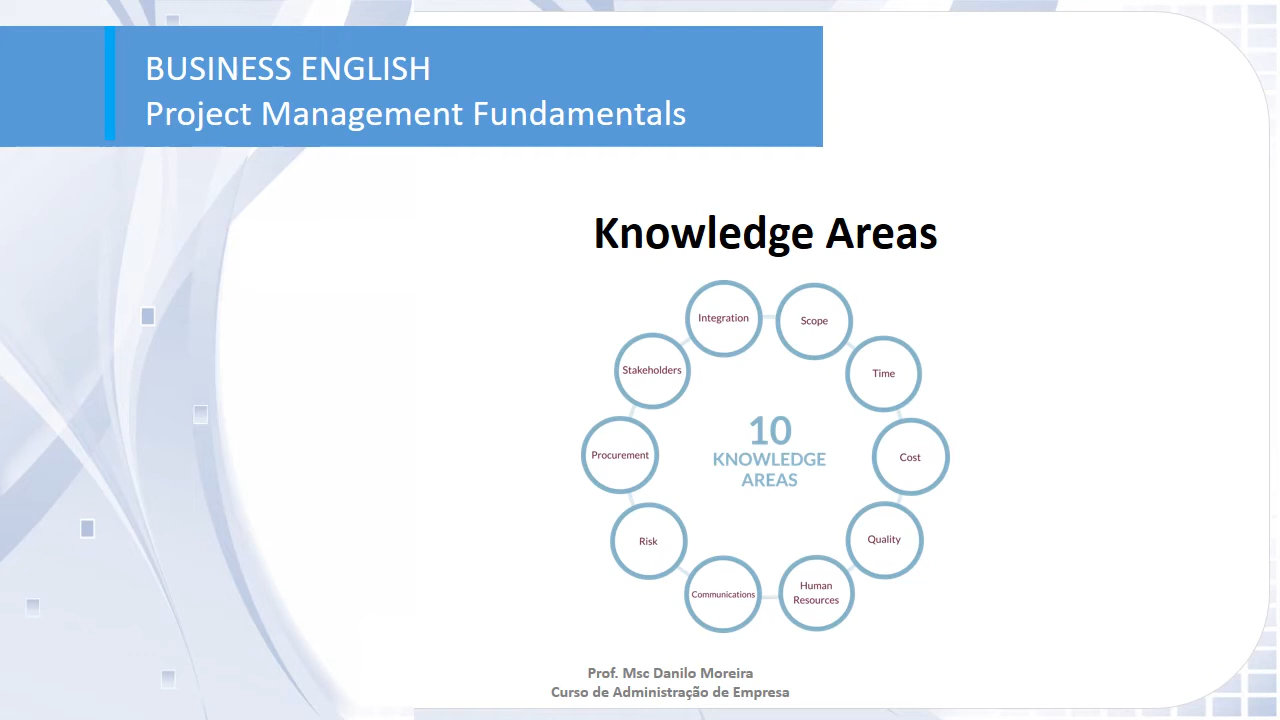 BUSINESS ENGLISH
Project Management Fundamentals
Knowledge Areas
Integration
Scope
Stakeholders
Time
10
KNOWLEDGE
AREAS
Procurement
Cost
Risk
Quality
Communications
Human
Resources
Prof. Msc Danilo Moreira
Curso de Administração de Empresa